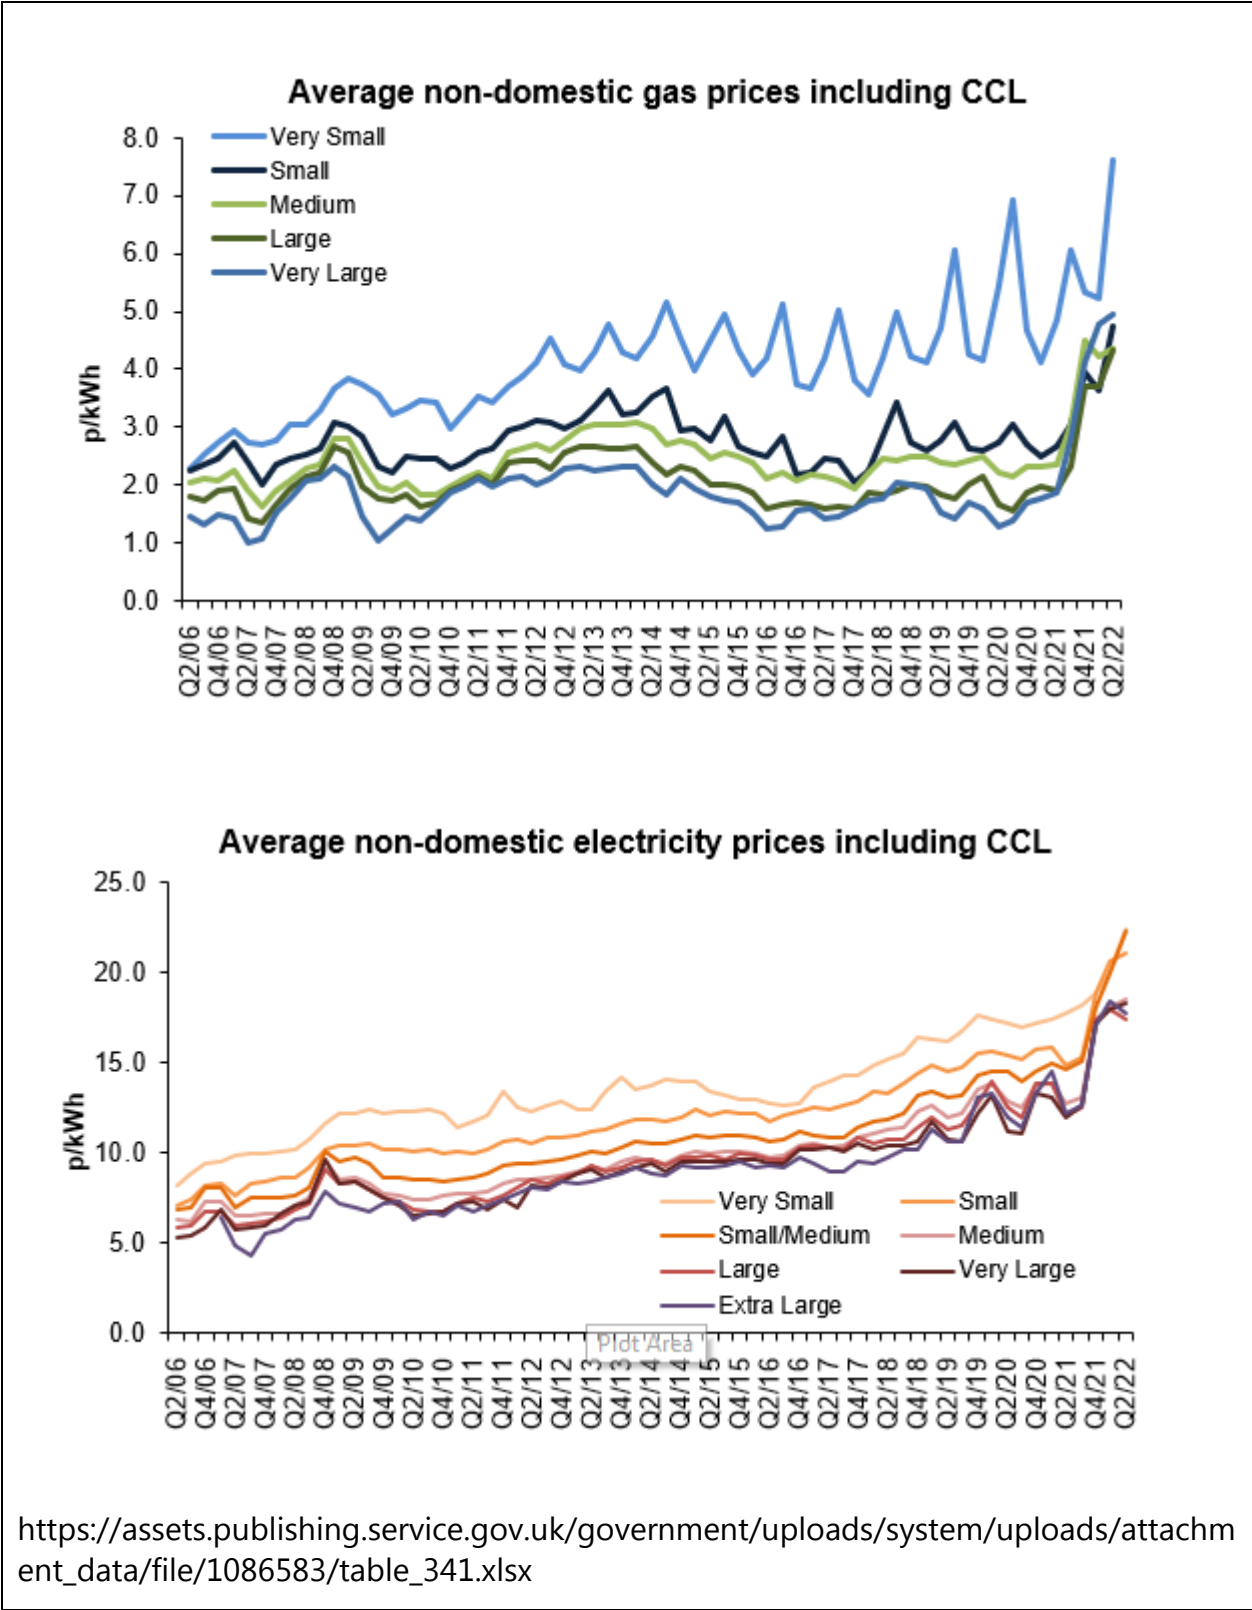 Average non-domestic gas prices including CCL
8.0
7.0
6.0
5.0
4.0
3.0
2.0
1.0
0.0
p/kWh
Very Small
Small
Medium
Large
Very Large
Q2/06
Q4/06
Q2/07
Q4/07
Q2/08
Q4/08
Q2/09
Q4/09
Q2/10
Q4/10
Q2/11
Q4/11
Q2/12
Q4/12
Q2/13
Q4/13
Q2/14
Q4/14
Q2/15
Q4/15
Q2/16
Q4/16
Q2/17
Q4/17
Q2/18
Q4/18
Q2/19
Q4/19
Q2/20
Q4/20
Q2/21
Q4/21
Q2/22
Average non-domestic electricity prices including CCL
25.0
20.0
15.0
10.0
5.0
0.0
p/kWh
Very Small Small
Small/Medium Medium
Large Very Large
Extra Large
Plot Area
Q2/06
Q4/06
Q2/07
Q4/07
Q2/08
Q4/08
Q2/09
Q4/09
Q2/10
Q4/10
Q2/11
Q4/11
Q2/12
Q4/12
Q2/13
Q4/13
Q2/14
Q4/14
Q2/15
Q4/15
Q2/16
Q4/16
Q2/17
Q4/17
Q2/18
Q4/18
Q2/19
Q4/19
Q2/20
Q4/20
Q2/21
Q4/21
Q2/22
https://assets.publishing.service.gov.uk/government/uploads/system/uploads/attachm
ent_data/file/1086583/table_341.xlsx